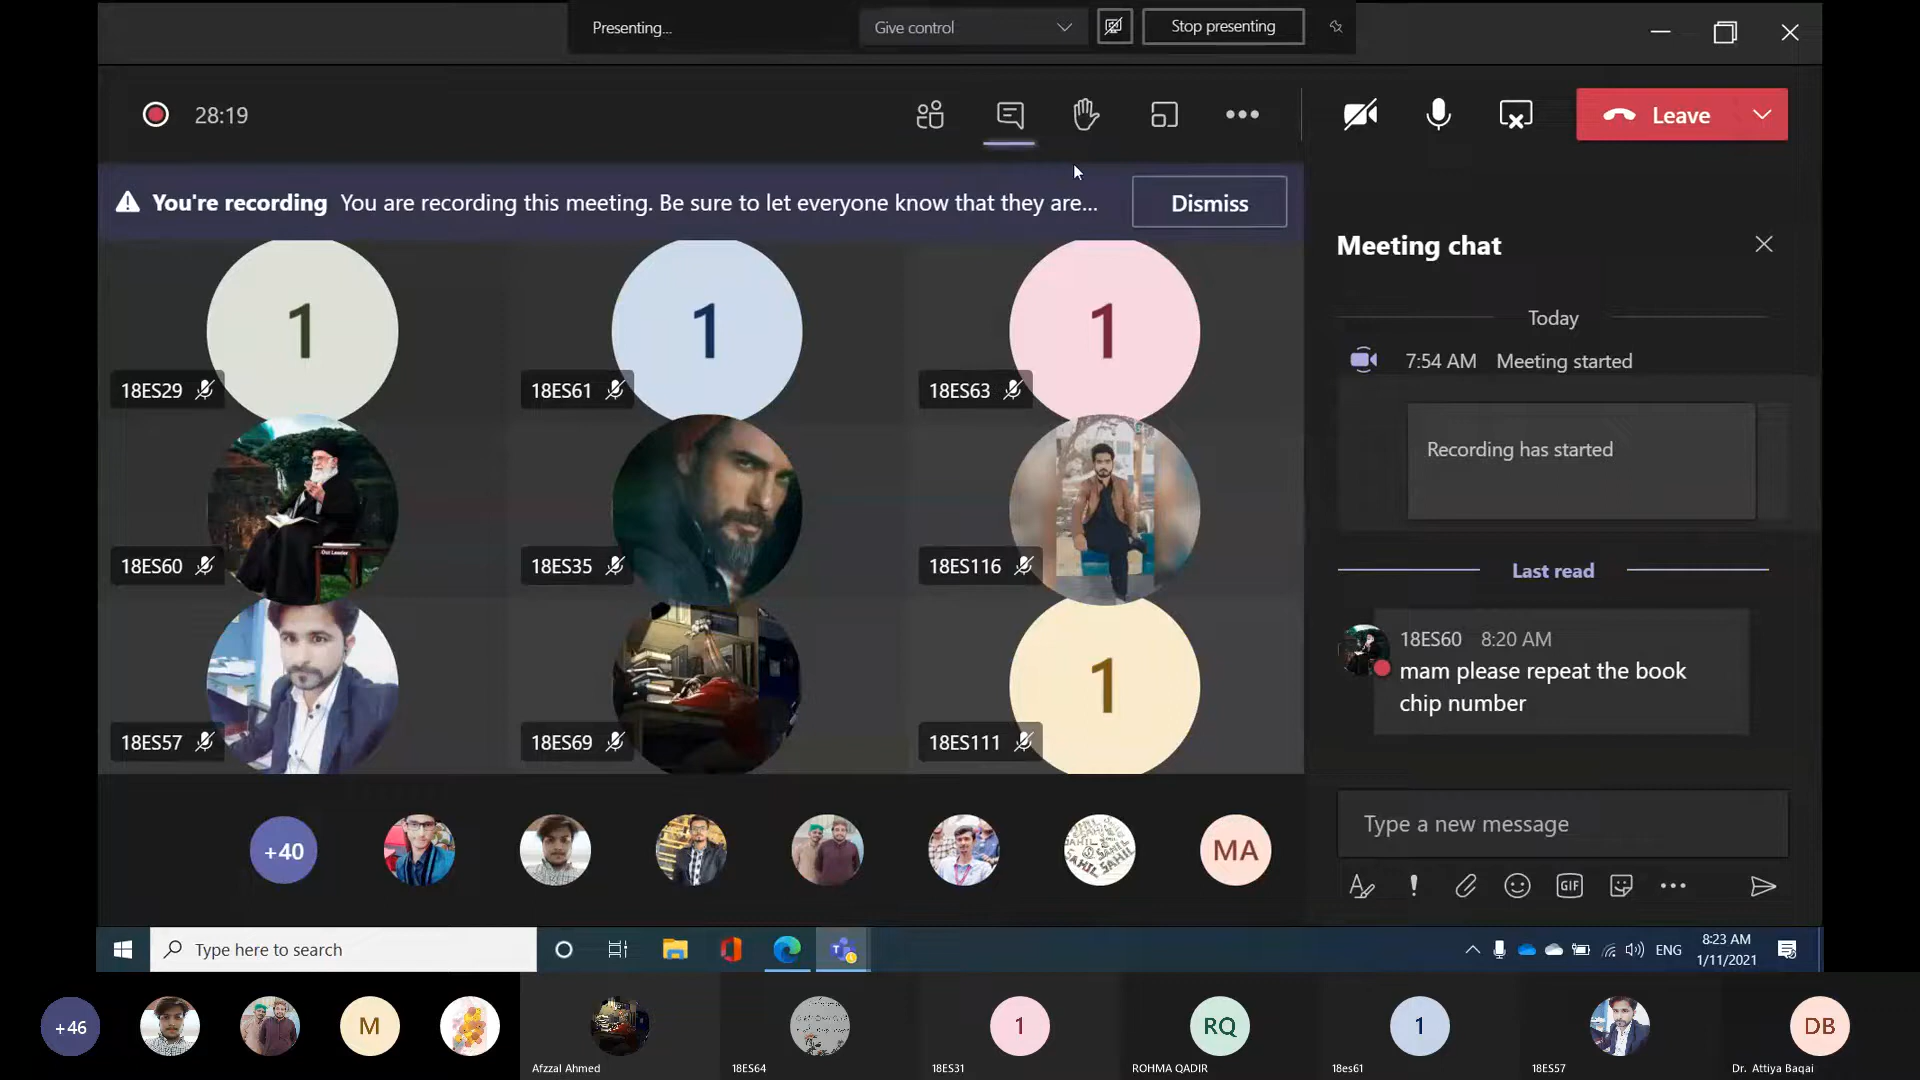 Presenting...
Give control
Stop presenting
28:19
Leave
You're recording You are recording this meeting. Be sure to let everyone know that they are...
Dismiss
Meeting chat
Today
7:54 AM Meeting started
Recording has started
Last read
18ES60 8:20 AM
mam please repeat the book
chip number
Type a new message
GIF
1
18ES29
1
18ES61
1
18ES63
18ES60
Our Leader
18ES35
18ES116
18ES57
18ES69
1
18ES111
+40
SAHIL SAHIL
MA
Type here to search
ENG
8:23 AM
1/11/2021
+46
M
1
RQ
1
DB
Afzzal Ahmed
18ES64
18ES31
ROHMA QADIR
18es61
18ES57
Dr. Attiya Baqai